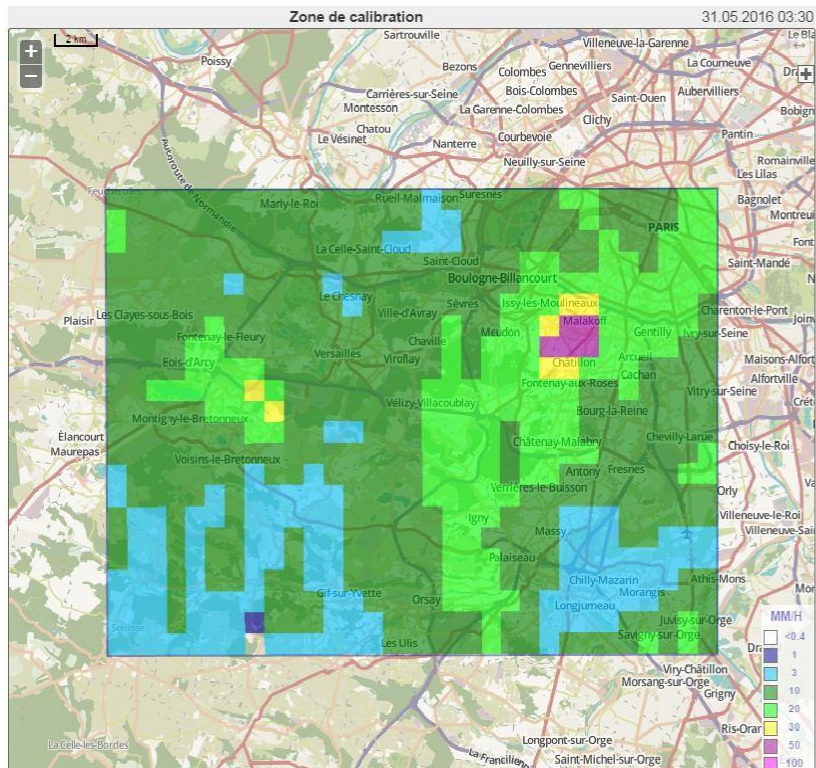 Zone de calibration 31.05.2016 03:30
2 km
Sartrouville
Villeneuve-la-Garenne
Poissy
Bezons
Colombes
Gennevilliers
La Courneuve
Carrières-sur-Seine
Bois-Colombes
Aubervilliers
Montesson
La Garenne-Colombes
Saint-Ouen
Clichy
Chatou
Courbevoie
Pantin
Le Vésinet
Nanterre
Neuilly-sur-Seine
Romainville
Les Lilas
Autoroute de Normandie
Feucherolles
Marly-le-Roi
Rueil-Malmaison
Suresnes
Bagnolet
PARIS
La Celle-Saint-Cloud
Saint-Cloud
Saint-Mandé
Boulogne-Billancourt
Le Chesnay
Sèvres
Issy-les-Moulineaux
Charenton-le-Pont
Plaisir
Les Clayes-sous-Bois
Ville-d'Avray
Malakoff
Fontenay-le-Fleury
Chaville
Meudon
Gentilly
Ivry-sur-Seine
Versailles
Viroflay
Arcueil
Bois-d'Arcy
Châtillon
Cachan
Fontenay-aux-Roses
Alfortville
Vitry-sur-Seine
Vélizy-Villacoublay
Montigny-le-Bretonneux
Bourg-la-Reine
Élancourt
Châtenay-Malabry
Chevilly-Larue
Choisy-le-Roi
Maurepas
Voisins-le-Bretonneux
Antony
Fresnes
Verrières-le-Buisson
Orly
Igny
Massy
Villeneuve-le-Roi
Palaiseau
Chilly-Mazarin
Athis-Mons
Gif-sur-Yvette
Orsay
Morangis
Longjumeau
Senlisse
Juvisy-sur-Orge
Les Ulis
Savigny-sur-Orge
Viry-Châtillon
Morsang-sur-Orge
Grigny
La Celle-les-Bordes
Longpont-sur-Orge
Saint-Michel-sur-Orge
MM/H
<0.4
1
3
10
20
30
50
100